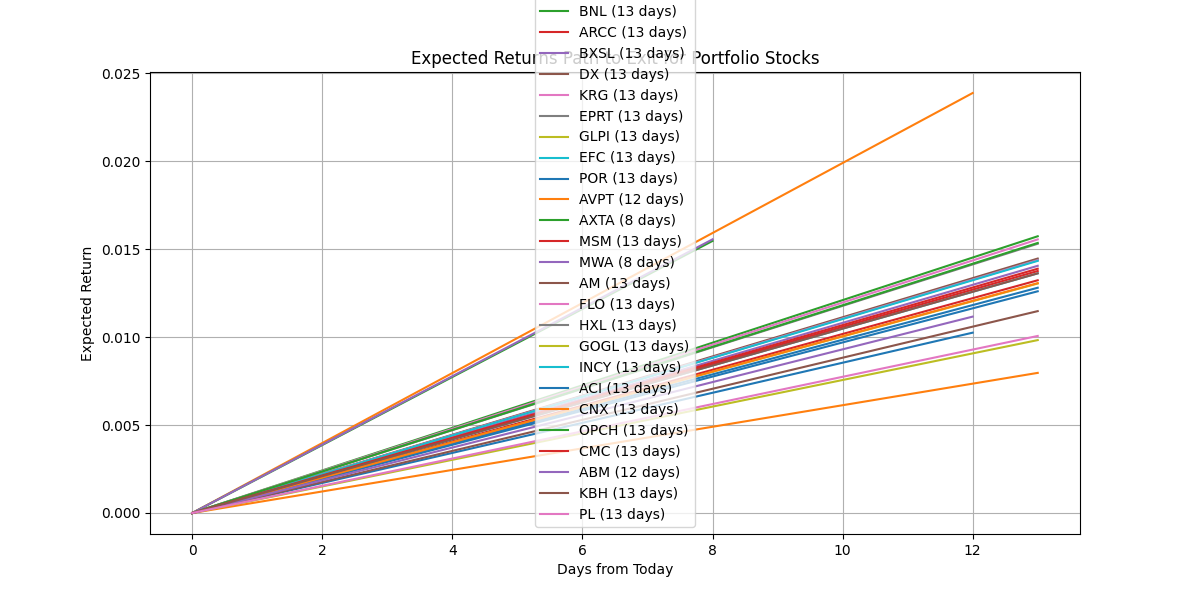 BNL (13 days)
ARCC (13 days)
BXSL (13 days)
Expected Returns Path to Exit for Portfolio Stocks
DX (13 days)
KRG (13 days)
EPRT (13 days)
GLPI (13 days)
EFC (13 days)
POR (13 days)
AVPT (12 days)
AXTA (8 days)
MSM (13 days)
MWA (8 days)
AM (13 days)
FLO (13 days)
HXL (13 days)
GOGL (13 days)
INCY (13 days)
ACI (13 days)
CNX (13 days)
OPCH (13 days)
CMC (13 days)
ABM (12 days)
KBH (13 days)
PL (13 days)
Expected Return
0.025
0.020
0.015
0.010
0.005
0.000
0
2
4
6
8
10
12
Days from Today